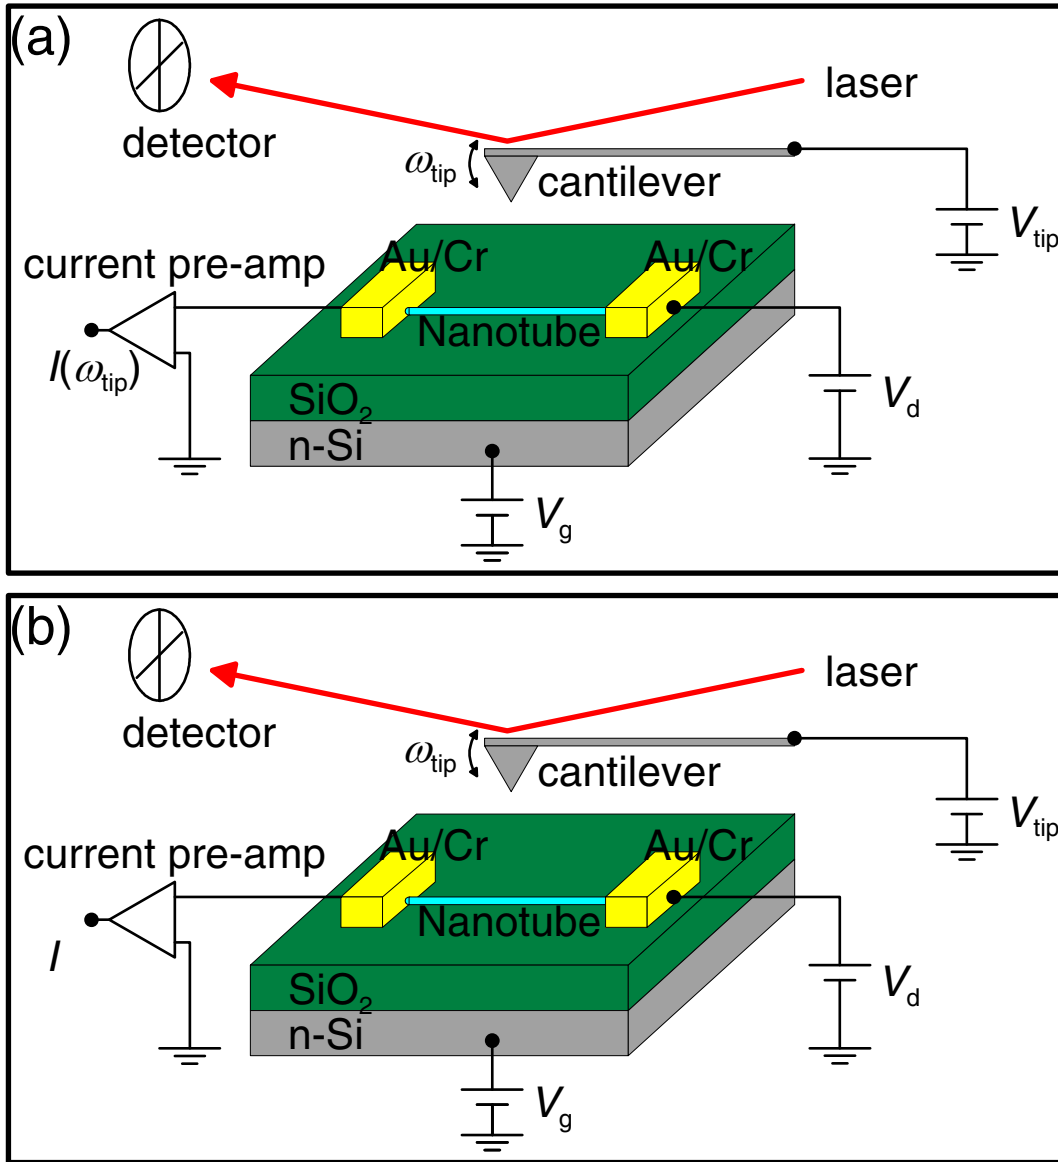 (a)
laser
detector
ω_tip
cantilever
V_tip
Au/Cr Au/Cr
current pre-amp
Nanotube
I(ω_tip)
V_d
SiO₂
n-Si
V_g
(b)
laser
detector
ω_tip
cantilever
V_tip
Au/Cr Au/Cr
current pre-amp
Nanotube
I
V_d
SiO₂
n-Si
V_g